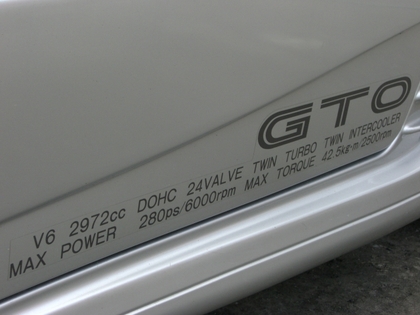 GTO
V6 2972cc DOHC 24VALVE TWIN TURBO TWIN INTERCOOLER
MAX POWER 280ps/6000rpm MAX TORQUE 42.5kg-m/2500rpm